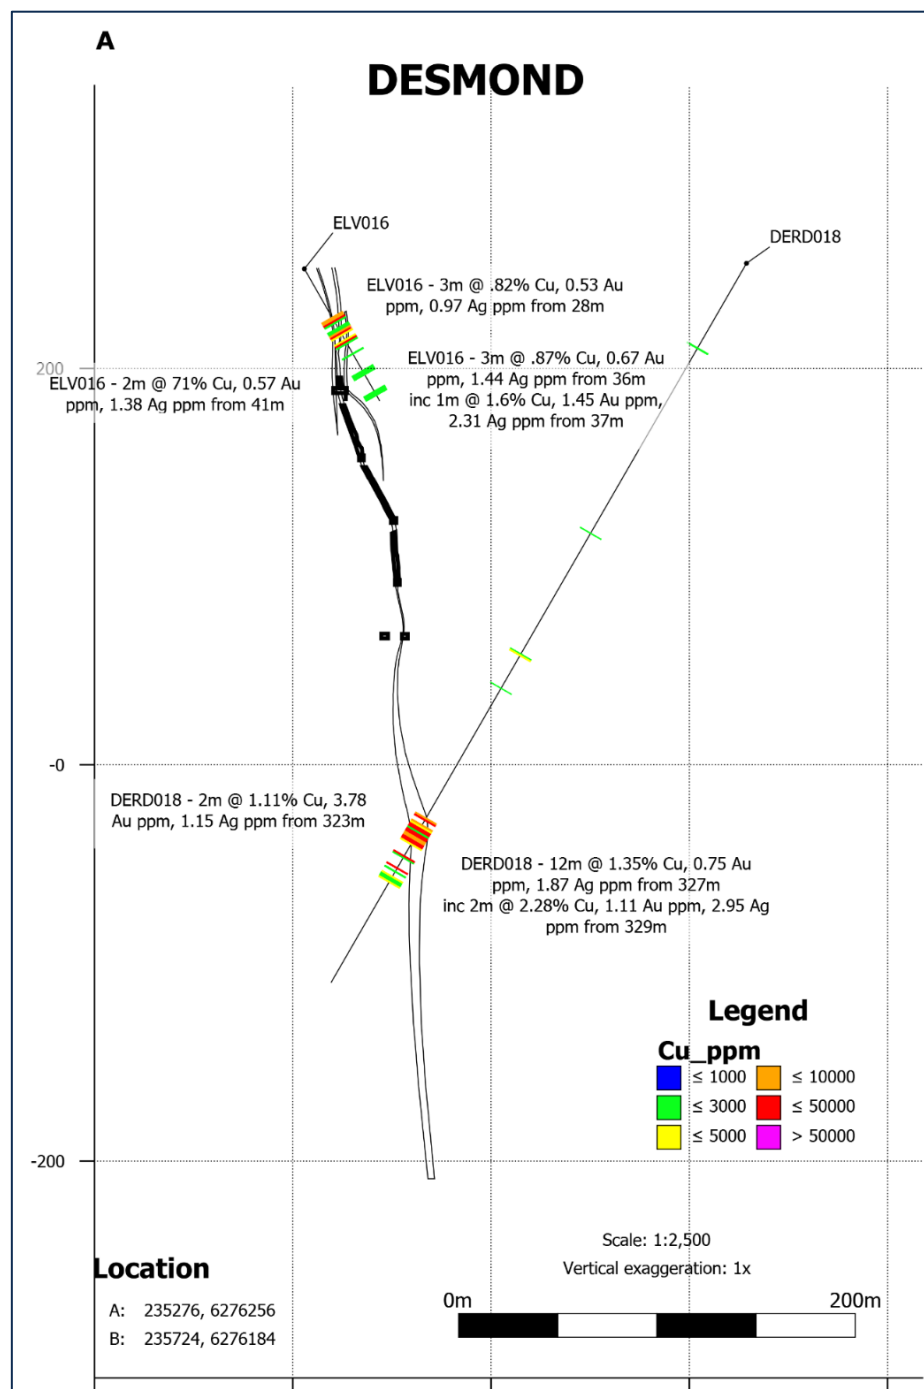 A
DESMOND
ELV016
DERD018
ELV016 - 3m @ .82% Cu, 0.53 Au
ppm, 0.97 Ag ppm from 28m
ELV016 - 3m @ .87% Cu, 0.67 Au
ppm, 1.44 Ag ppm from 36m
inc 1m @ 1.6% Cu, 1.45 Au ppm,
2.31 Ag ppm from 37m
200
ELV016 - 2m @ 71% Cu, 0.57 Au
ppm, 1.38 Ag ppm from 41m
-0
DERD018 - 2m @ 1.11% Cu, 3.78
Au ppm, 1.15 Ag ppm from 323m
DERD018 - 12m @ 1.35% Cu, 0.75 Au
ppm, 1.87 Ag ppm from 327m
inc 2m @ 2.28% Cu, 1.11 Au ppm, 2.95 Ag
ppm from 329m
Legend
Cu_ppm
≤ 1000 ≤ 10000
≤ 3000 ≤ 50000
≤ 5000 > 50000
-200
Scale: 1:2,500
Vertical exaggeration: 1x
0m 200m
Location
A: 235276, 6276256
B: 235724, 6276184